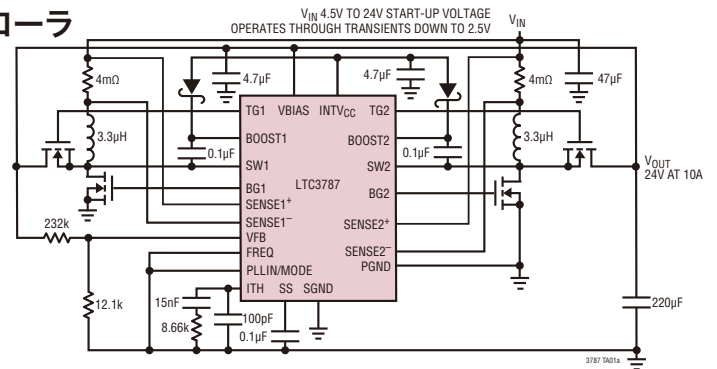 ローラ
VIN 4.5V TO 24V START-UP VOLTAGE
OPERATES THROUGH TRANSIENTS DOWN TO 2.5V
VIN
4mΩ
4.7µF
4.7µF
4mΩ
47µF
3.3µH
TG1 VBIAS INTVCC TG2
3.3µH
BOOST1
BOOST2
0.1µF
0.1µF
SW1
SW2
VOUT
24V AT 10A
LTC3787
BG1
BG2
SENSE1+
SENSE2+
SENSE1−
232k
VFB
SENSE2−
FREQ
PGND
PLLIN/MODE
ITH SS SGND
12.1k
15nF
220µF
8.66k
100pF
0.1µF
3787 TA01a